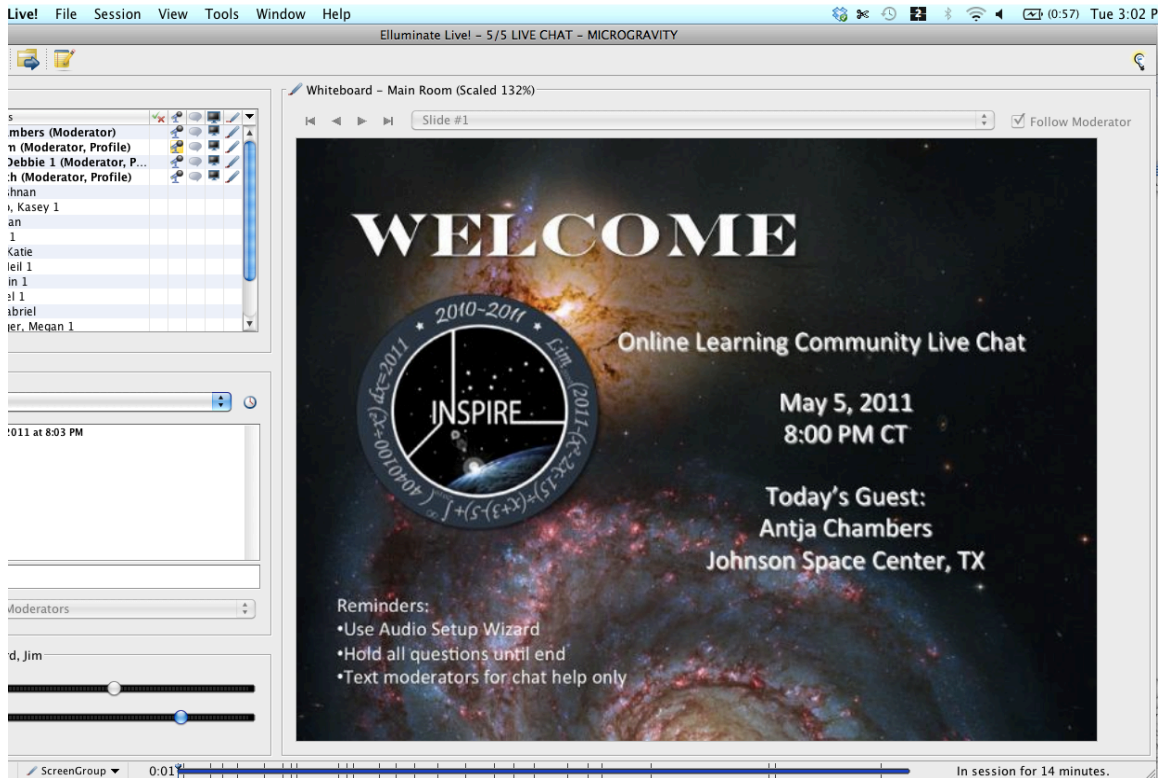 Live! File Session View Tools Window Help 2 (0:57) Tue 3:02 P
Elluminate Live! – 5/5 LIVE CHAT – MICROGRAVITY
Whiteboard – Main Room (Scaled 132%)
Slide #1 Follow Moderator
s
mbers (Moderator)
m (Moderator, Profile)
Debbie 1 (Moderator, P...
th (Moderator, Profile)
shnan
o, Kasey 1
an
1
Katie
Neil 1
in 1
el 1
abriel
ger, Megan 1
2011 at 8:03 PM
Moderators
rd, Jim
WELCOME
2010-2011
INSPIRE
Online Learning Community Live Chat
May 5, 2011
8:00 PM CT
Today's Guest:
Antja Chambers
Johnson Space Center, TX
Reminders:
•Use Audio Setup Wizard
•Hold all questions until end
•Text moderators for chat help only
ScreenGroup 0:01 In session for 14 minutes.